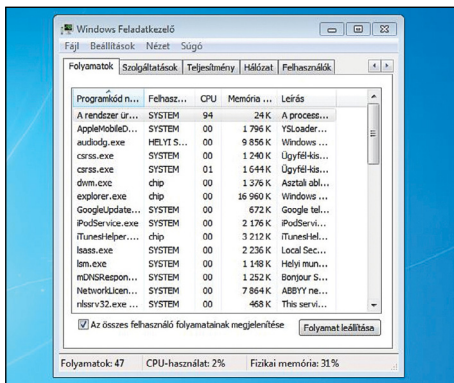 Windows Feladatkezelő
Fájl Beállítások Nézet Súgó
Folyamatok Szolgáltatások Teljesítmény Hálózat Felhasználók
Programkód n... Felhasz... CPU Memória ... Leírás
A rendszer ür... SYSTEM 94 24 K A process...
AppleMobileD... SYSTEM 00 1 796 K YSLoader...
audiodg.exe HELYI S... 00 9 856 K Windows ...
csrss.exe SYSTEM 00 1 240 K Ügyfél-kis...
csrss.exe SYSTEM 01 1 644 K Ügyfél-kis...
dwm.exe chip 00 1 376 K Asztali abl...
explorer.exe chip 00 16 960 K Windows ...
GoogleUpdate... SYSTEM 00 672 K Google tel...
iPodService.exe SYSTEM 00 2 176 K iPodServi...
iTunesHelper.... chip 00 3 212 K iTunesHel...
lsass.exe SYSTEM 00 2 236 K Local Sec...
lsm.exe SYSTEM 00 1 148 K Helyi mun...
mDNSRespon... SYSTEM 00 1 252 K Bonjour S...
NetworkLicen... SYSTEM 00 7 864 K ABBYY ne...
nlssrv32.exe ... SYSTEM 00 468 K This servi...
Az összes felhasználó folyamatainak megjelenítése Folyamat leállítása
Folyamatok: 47 CPU-használat: 2% Fizikai memória: 31%